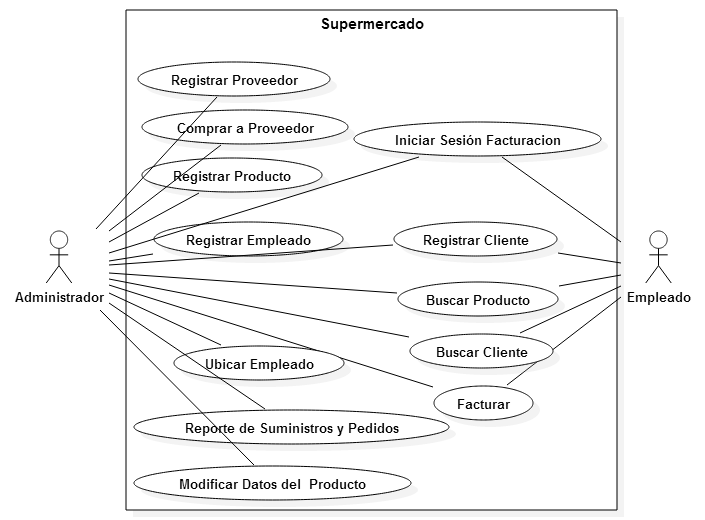 Supermercado
Registrar Proveedor
Comprar a Proveedor
Iniciar Sesión Facturacion
Registrar Producto
Registrar Empleado
Registrar Cliente
Administrador
Empleado
Buscar Producto
Buscar Cliente
Ubicar Empleado
Facturar
Reporte de Suministros y Pedidos
Modificar Datos del  Producto